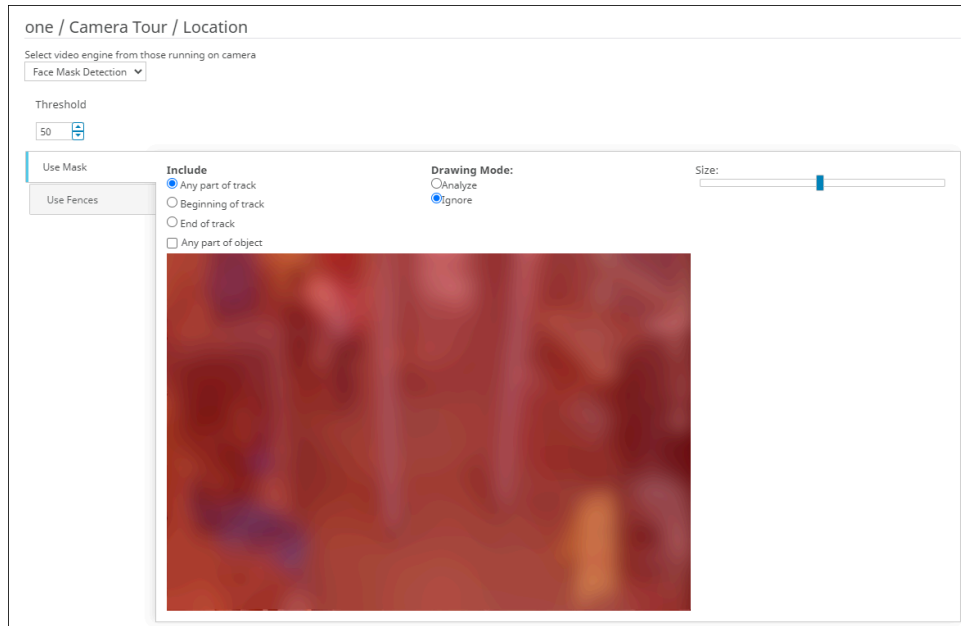 one / Camera Tour / Location
Select video engine from those running on camera
Face Mask Detection
Threshold
50
Use Mask
Use Fences
Include
Any part of track
Beginning of track
End of track
Any part of object
Drawing Mode:
Analyze
Ignore
Size: